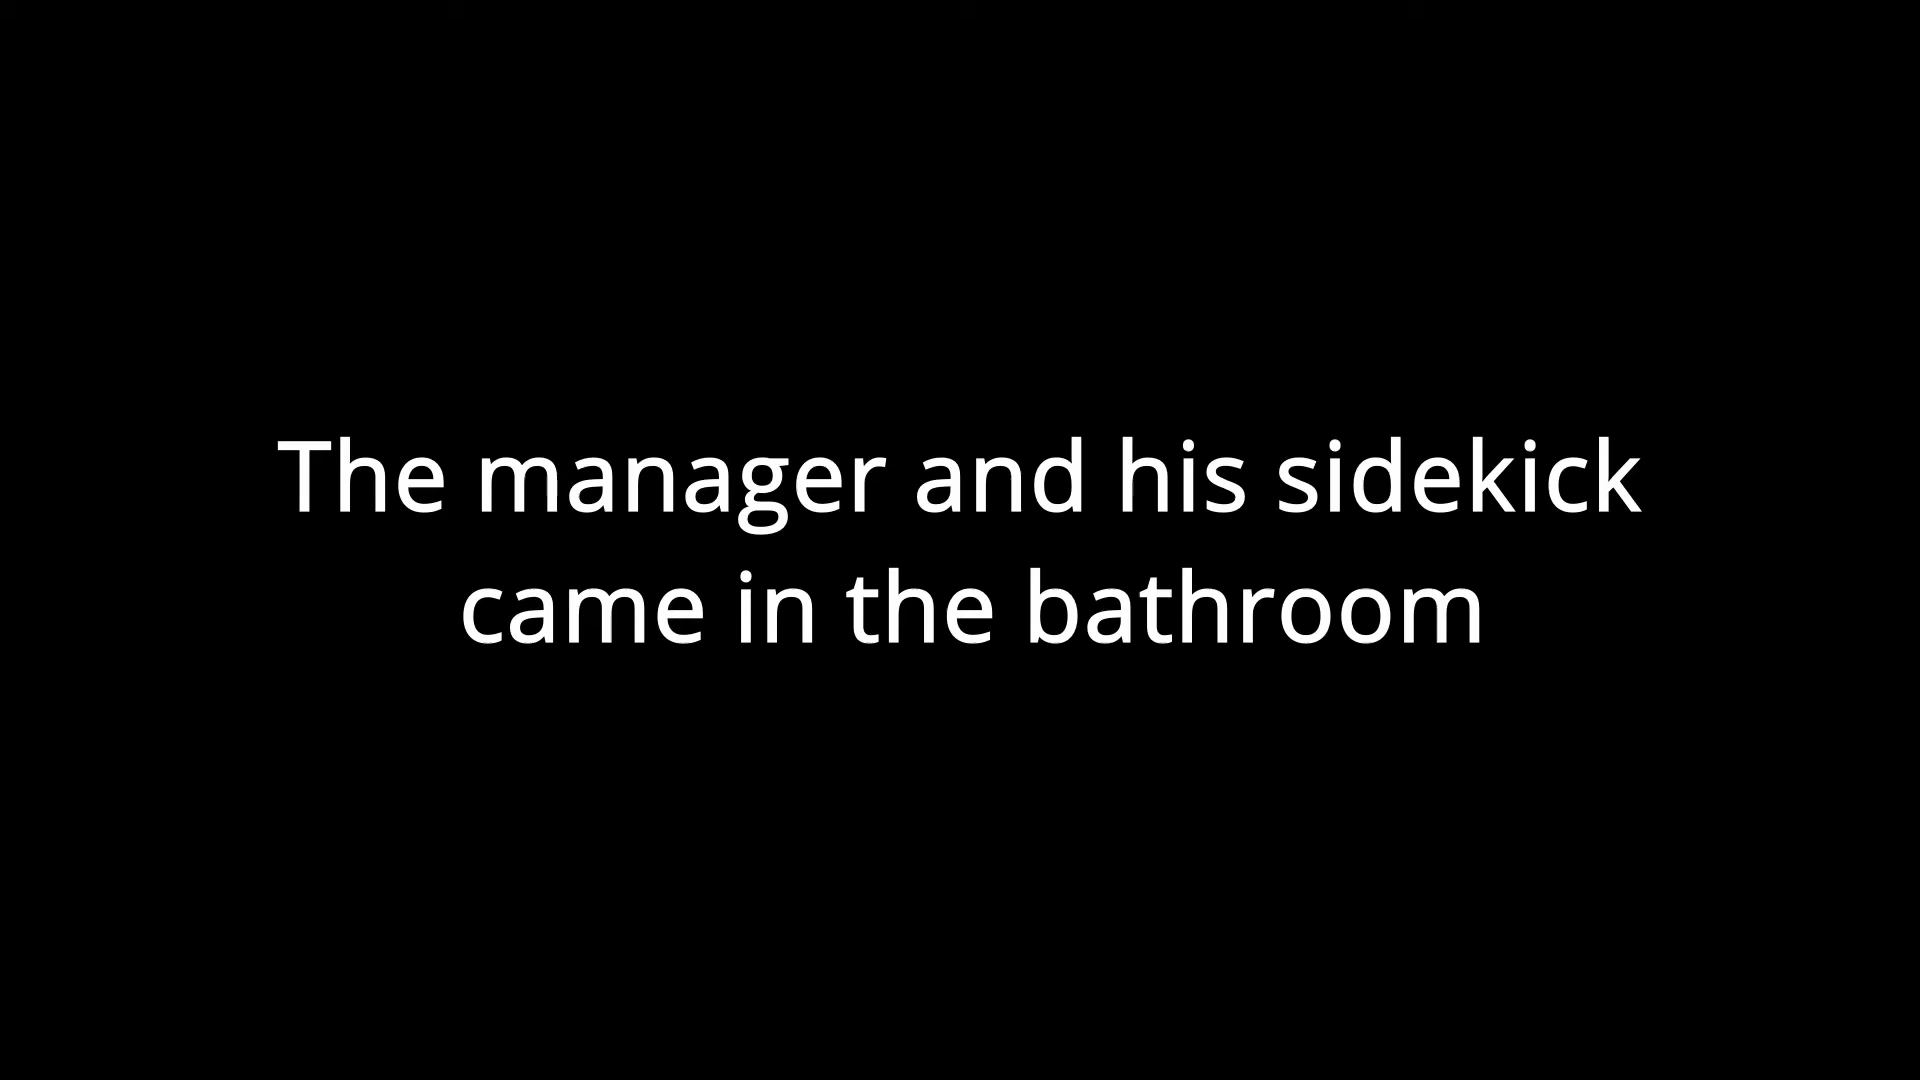 The manager and his sidekick
came in the bathroom